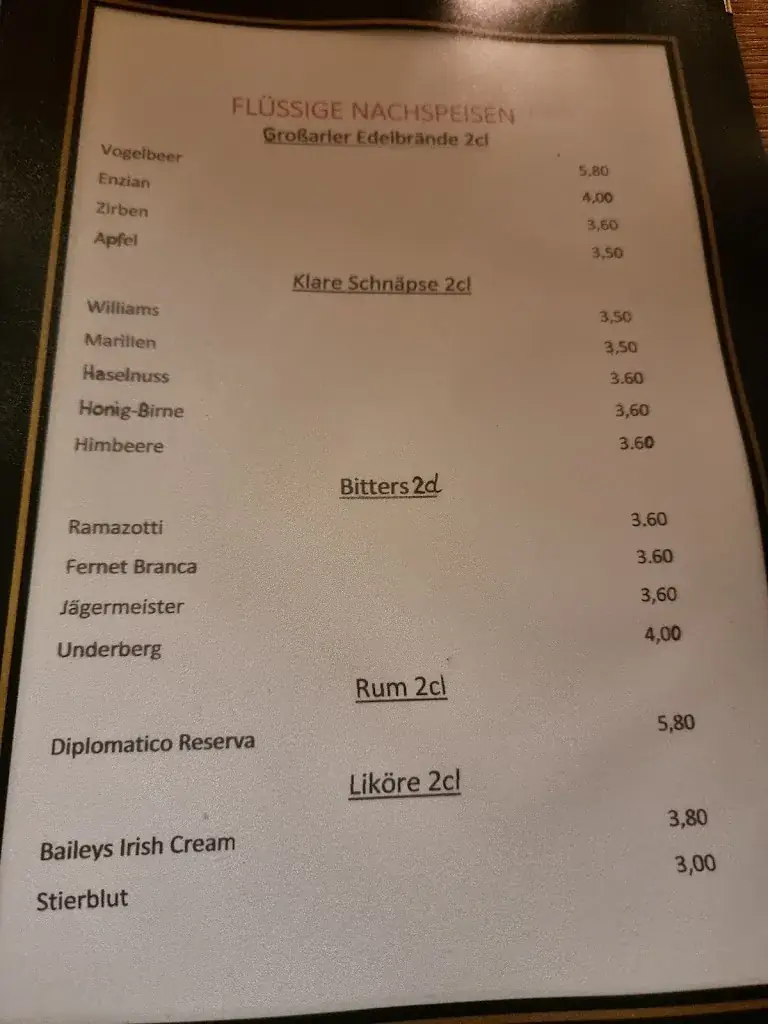 FLÜSSIGE NACHSPEISEN
Großarler Edelbrände 2cl
Vogelbeer 5,80
Enzian 4,00
Zirben 3,60
Apfel 3,50
Klare Schnäpse 2cl
Williams 3,50
Marillen 3,50
Haselnuss 3.60
Honig-Birne 3,60
Himbeere 3.60
Bitters 2cl
Ramazotti 3.60
Fernet Branca 3.60
Jägermeister 3,60
Underberg 4,00
Rum 2cl
Diplomatico Reserva 5,80
Liköre 2cl
Baileys Irish Cream 3,80
Stierblut 3,00